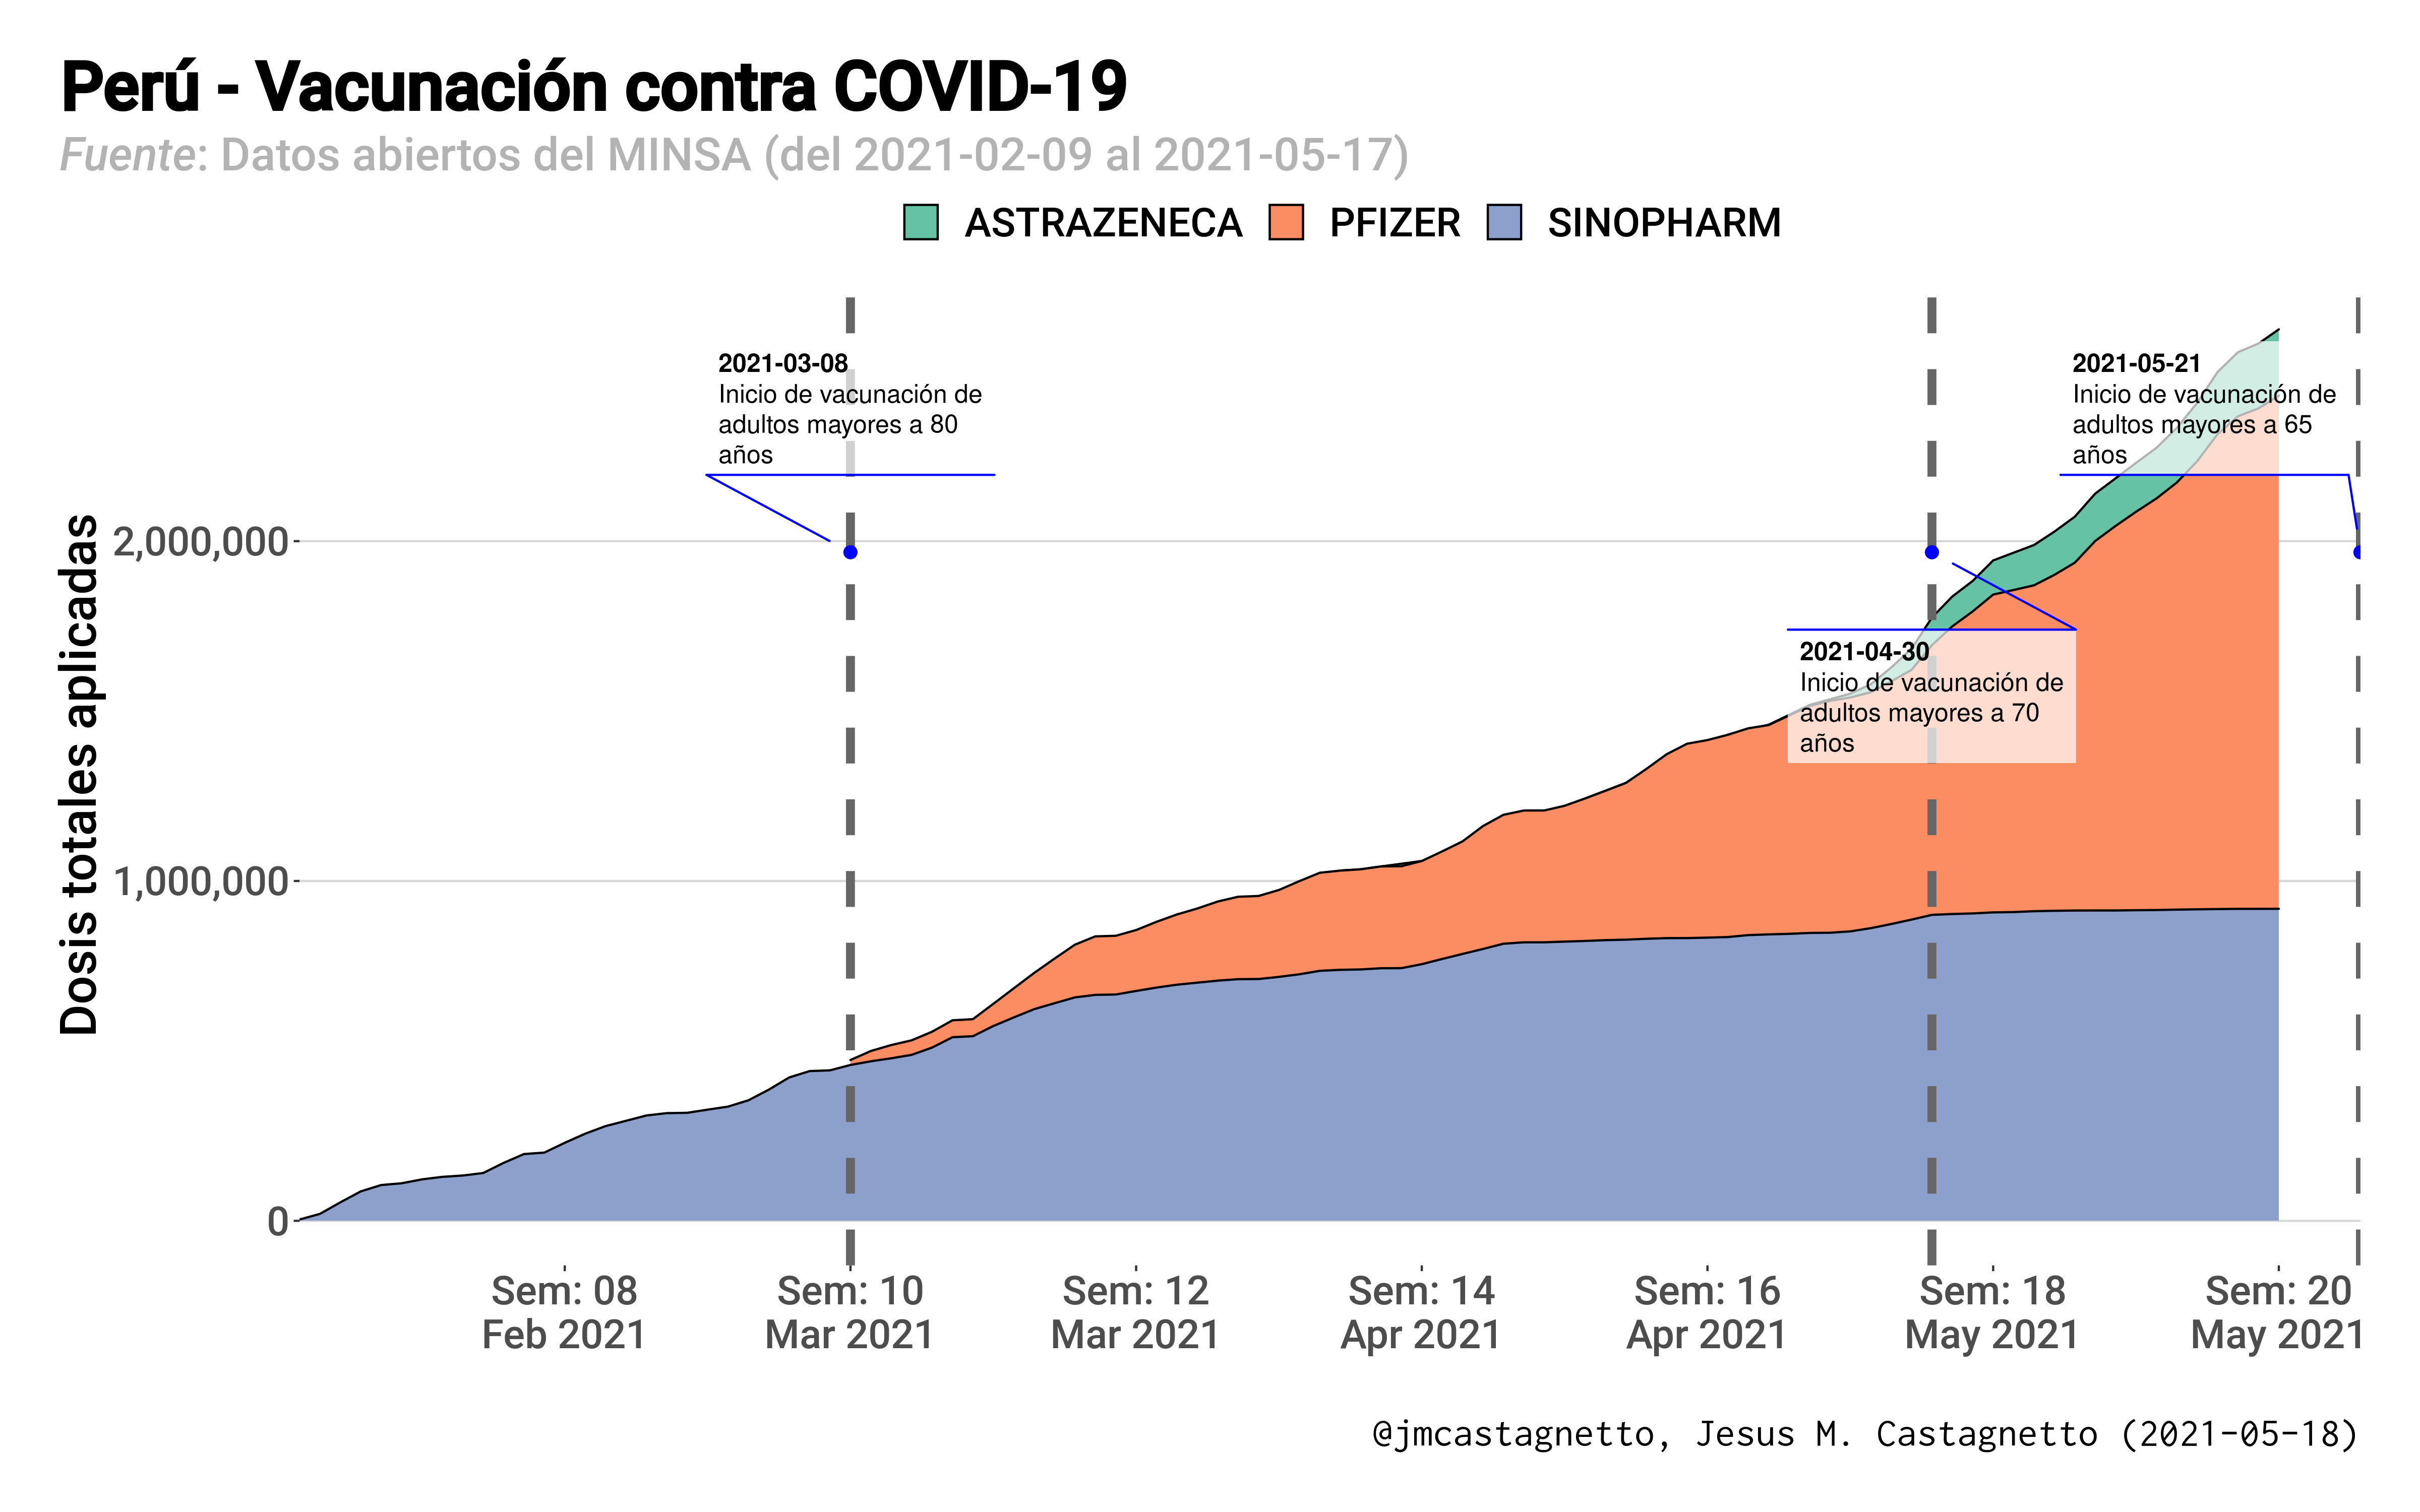 Perú - Vacunación contra COVID-19
Fuente: Datos abiertos del MINSA (del 2021-02-09 al 2021-05-17)
ASTRAZENECA PFIZER SINOPHARM
2021-03-08
Inicio de vacunación de
adultos mayores a 80
años
2021-05-21
Inicio de vacunación de
adultos mayores a 65
años
2021-04-30
Inicio de vacunación de
adultos mayores a 70
años
Dosis totales aplicadas
2,000,000
1,000,000
0
Sem: 08
Feb 2021
Sem: 10
Mar 2021
Sem: 12
Mar 2021
Sem: 14
Apr 2021
Sem: 16
Apr 2021
Sem: 18
May 2021
Sem: 20
May 2021
@jmcastagnetto, Jesus M. Castagnetto (2021-05-18)